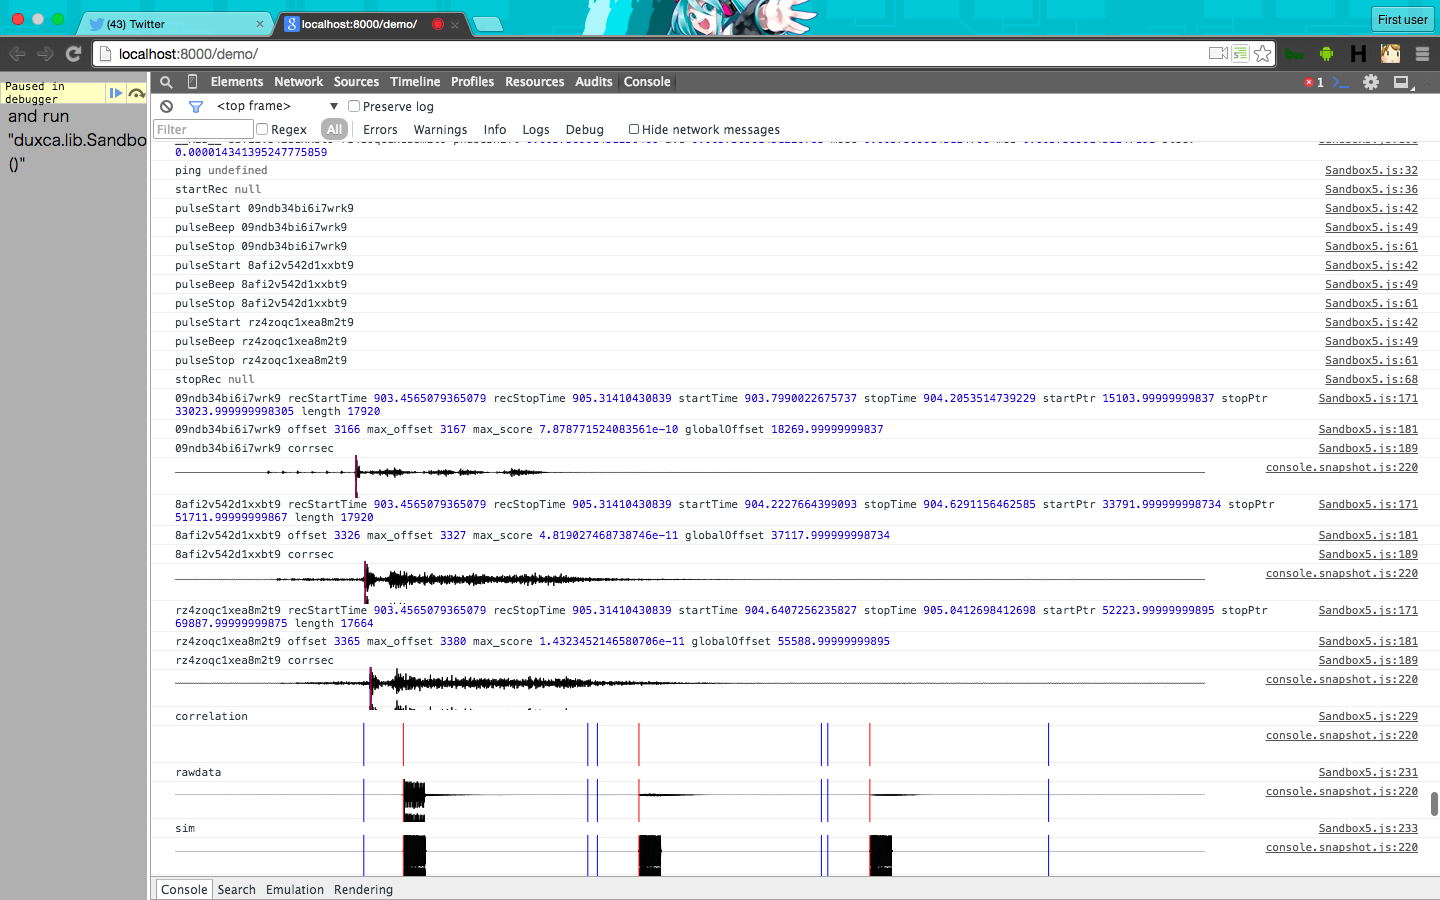 (43) Twitter
localhost:8000/demo/
First user
localhost:8000/demo/
Paused in
debugger
and run
"duxca.lib.Sandbo
()"
Elements Network Sources Timeline Profiles Resources Audits Console
1
<top frame> Preserve log
Filter Regex All Errors Warnings Info Logs Debug Hide network messages
0.000014341395247775859
ping undefined Sandbox5.js:32
startRec null Sandbox5.js:36
pulseStart 09ndb34bi6i7wrk9 Sandbox5.js:42
pulseBeep 09ndb34bi6i7wrk9 Sandbox5.js:49
pulseStop 09ndb34bi6i7wrk9 Sandbox5.js:61
pulseStart 8afi2v542d1xxbt9 Sandbox5.js:42
pulseBeep 8afi2v542d1xxbt9 Sandbox5.js:49
pulseStop 8afi2v542d1xxbt9 Sandbox5.js:61
pulseStart rz4zoqc1xea8m2t9 Sandbox5.js:42
pulseBeep rz4zoqc1xea8m2t9 Sandbox5.js:49
pulseStop rz4zoqc1xea8m2t9 Sandbox5.js:61
stopRec null Sandbox5.js:68
09ndb34bi6i7wrk9 recStartTime 903.4565079365079 recStopTime 905.31410430839 startTime 903.7990022675737 stopTime 904.2053514739229 startPtr 15103.99999999837 stopPtr Sandbox5.js:171
33023.999999998305 length 17920
09ndb34bi6i7wrk9 offset 3166 max_offset 3167 max_score 7.878771524083561e-10 globalOffset 18269.99999999837 Sandbox5.js:181
09ndb34bi6i7wrk9 corrsec Sandbox5.js:189
console.snapshot.js:220
8afi2v542d1xxbt9 recStartTime 903.4565079365079 recStopTime 905.31410430839 startTime 904.2227664399093 stopTime 904.6291156462585 startPtr 33791.999999998734 stopPtr Sandbox5.js:171
51711.99999999867 length 17920
8afi2v542d1xxbt9 offset 3326 max_offset 3327 max_score 4.819027468738746e-11 globalOffset 37117.999999998734 Sandbox5.js:181
8afi2v542d1xxbt9 corrsec Sandbox5.js:189
console.snapshot.js:220
rz4zoqc1xea8m2t9 recStartTime 903.4565079365079 recStopTime 905.31410430839 startTime 904.6407256235827 stopTime 905.0412698412698 startPtr 52223.99999999895 stopPtr Sandbox5.js:171
69887.99999999875 length 17664
rz4zoqc1xea8m2t9 offset 3365 max_offset 3380 max_score 1.4323452146580706e-11 globalOffset 55588.99999999895 Sandbox5.js:181
rz4zoqc1xea8m2t9 corrsec Sandbox5.js:189
console.snapshot.js:220
correlation Sandbox5.js:229
console.snapshot.js:220
rawdata Sandbox5.js:231
console.snapshot.js:220
sim Sandbox5.js:233
console.snapshot.js:220
Console Search Emulation Rendering